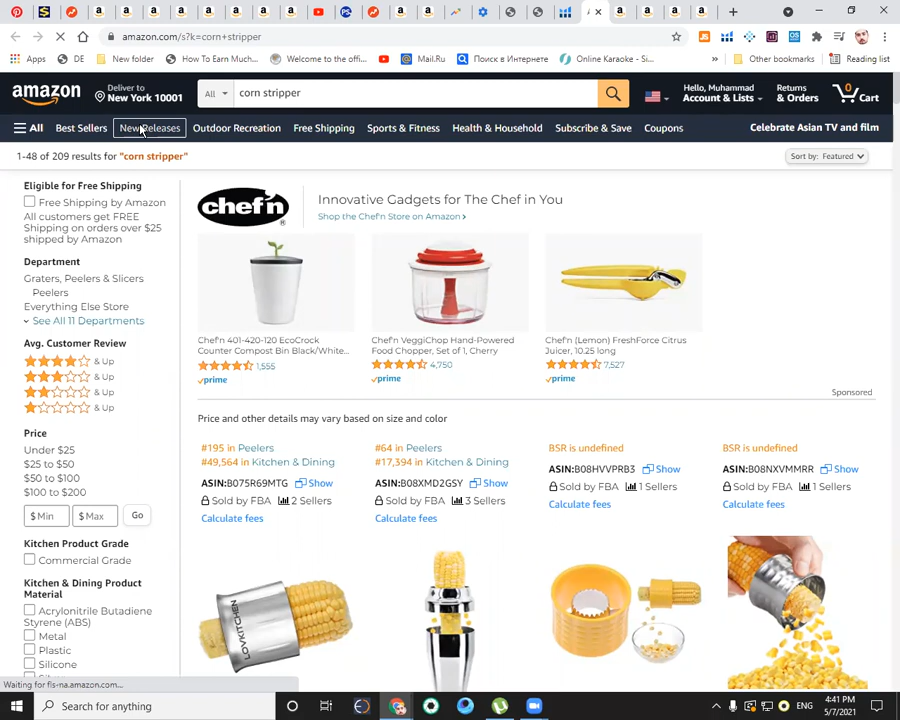 amazon.com/s?k=corn+stripper
Apps
DE
New folder
How To Earn Much...
Welcome to the offi...
Mail.Ru
Поиск в Интернете
Online Karaoke - Si...
»
Other bookmarks
Reading list
amazon
Deliver to
New York 10001
All
corn stripper
Hello, Muhammad
Account & Lists
Returns
& Orders
0
Cart
All
Best Sellers
New Releases
Outdoor Recreation
Free Shipping
Sports & Fitness
Health & Household
Subscribe & Save
Coupons
Celebrate Asian TV and film
1-48 of 209 results for "corn stripper"
Sort by: Featured
Eligible for Free Shipping
Free Shipping by Amazon
All customers get FREE
Shipping on orders over $25
shipped by Amazon
Department
Graters, Peelers & Slicers
Peelers
Everything Else Store
See All 11 Departments
Avg. Customer Review
& Up
& Up
& Up
& Up
Price
Under $25
$25 to $50
$50 to $100
$100 to $200
$ Min
$ Max
Go
Kitchen Product Grade
Commercial Grade
Kitchen & Dining Product
Material
Acrylonitrile Butadiene
Styrene (ABS)
Metal
Plastic
Silicone
chef'n
Innovative Gadgets for The Chef in You
Shop the Chef'n Store on Amazon ›
Chef'n 401-420-120 EcoCrock
Counter Compost Bin Black/White...
1,555
prime
Chef'n VeggiChop Hand-Powered
Food Chopper, Set of 1, Cherry
4,750
prime
Chef'n (Lemon) FreshForce Citrus
Juicer, 10.25 long
7,527
prime
Sponsored
Price and other details may vary based on size and color
#195 in Peelers
#49,564 in Kitchen & Dining
ASIN:B075R69MTG Show
Sold by FBA 2 Sellers
Calculate fees
#64 in Peelers
#17,394 in Kitchen & Dining
ASIN:B08XMD2GSY Show
Sold by FBA 3 Sellers
Calculate fees
BSR is undefined
ASIN:B08HVVPRB3 Show
Sold by FBA 1 Sellers
Calculate fees
BSR is undefined
ASIN:B08NXVMMRR Show
Sold by FBA 1 Sellers
Calculate fees
LOVKITCHEN
Waiting for fls-na.amazon.com...
Type here to search
ENG
4:41 PM
5/7/2021